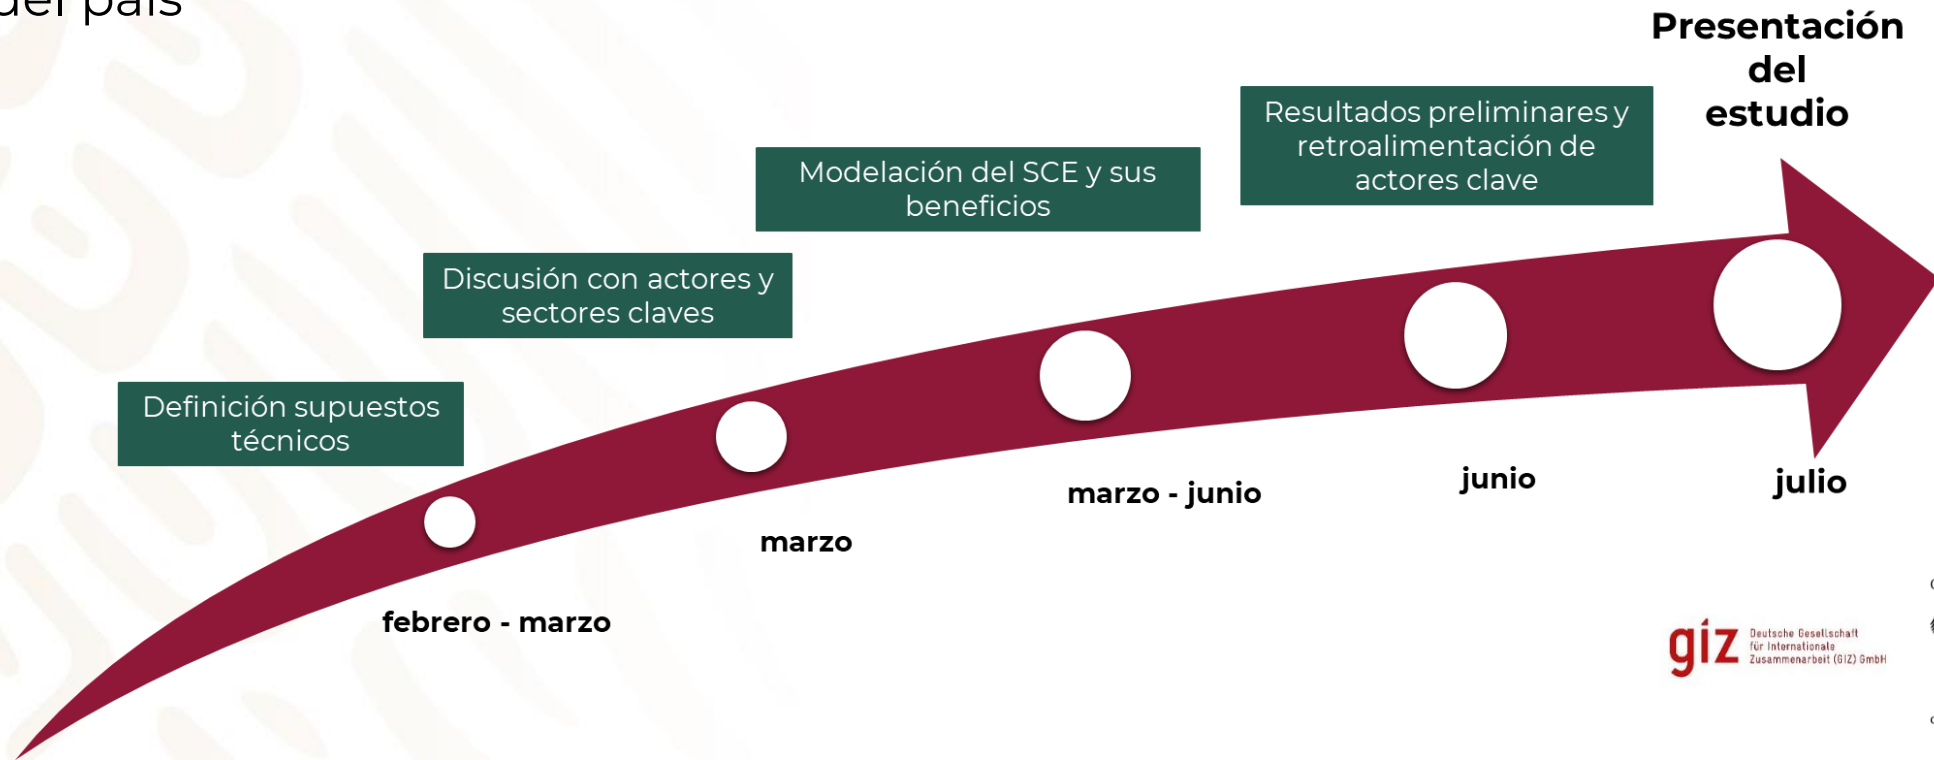 del país
Presentación
del
estudio
Resultados preliminares y
retroalimentación de
actores clave
Modelación del SCE y sus
beneficios
Discusión con actores y
sectores claves
Definición supuestos
técnicos
febrero - marzo
marzo
marzo - junio
junio
julio
giz
Deutsche Gesellschaft
für Internationale
Zusammenarbeit (GIZ) GmbH